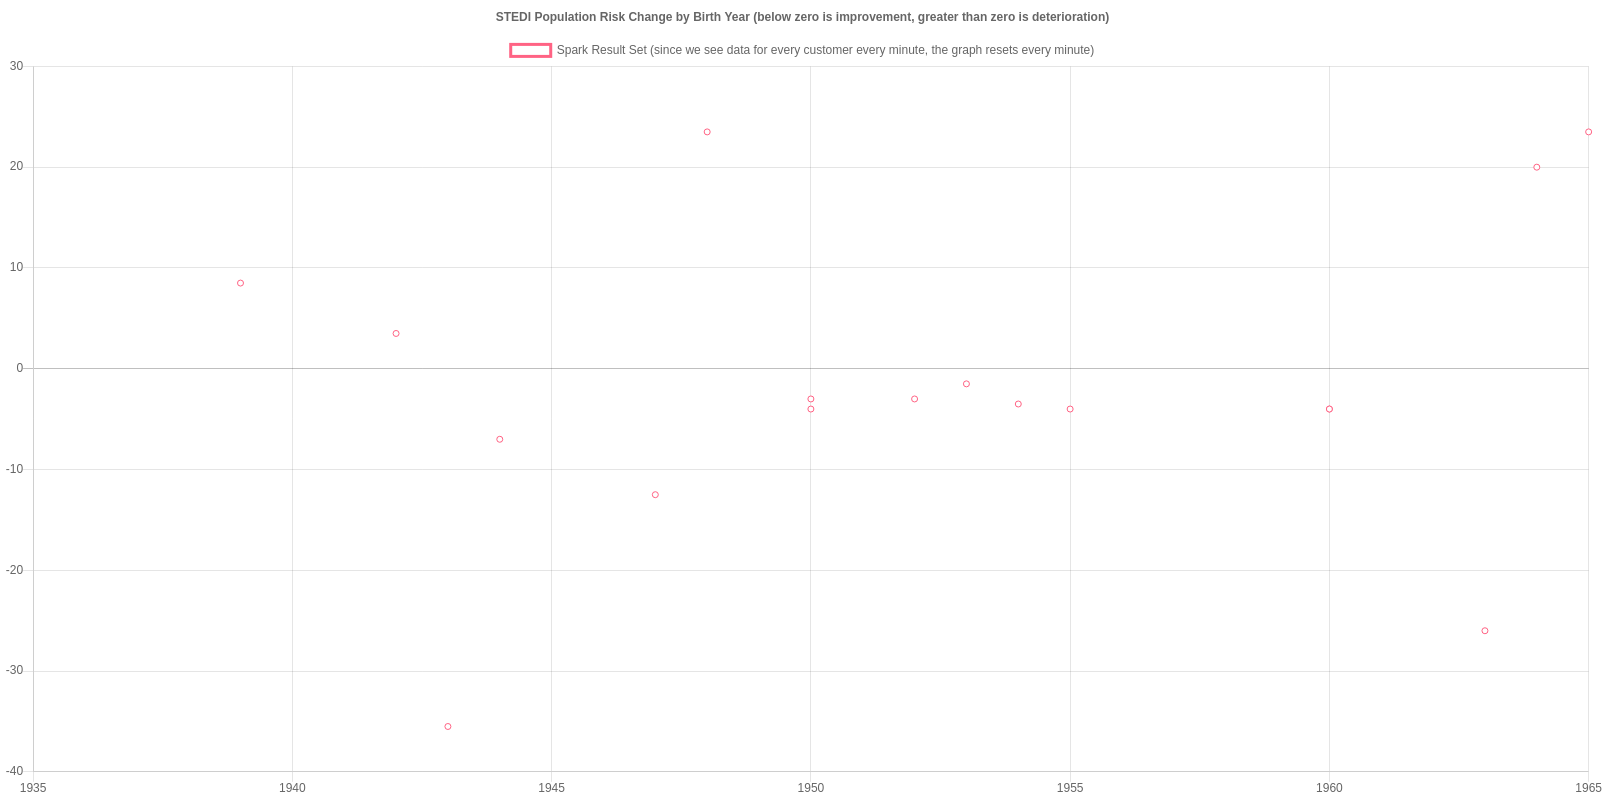 STEDI Population Risk Change by Birth Year (below zero is improvement, greater than zero is deterioration)
Spark Result Set (since we see data for every customer every minute, the graph resets every minute)
30
20
10
0
-10
-20
-30
-40
1935 1940 1945 1950 1955 1960 1965